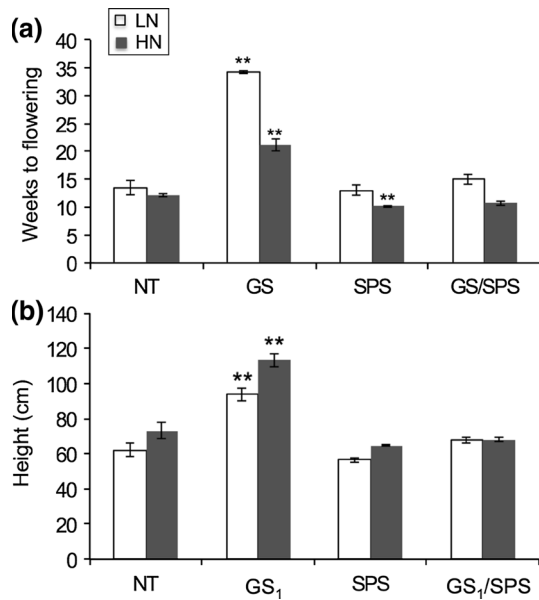 LN
HN
(a)
Weeks to flowering
40
35
30
25
20
15
10
5
0
**
**
**
NT GS SPS GS/SPS
(b)
Height (cm)
140
120
100
80
60
40
20
0
**
**
NT GS₁ SPS GS₁/SPS